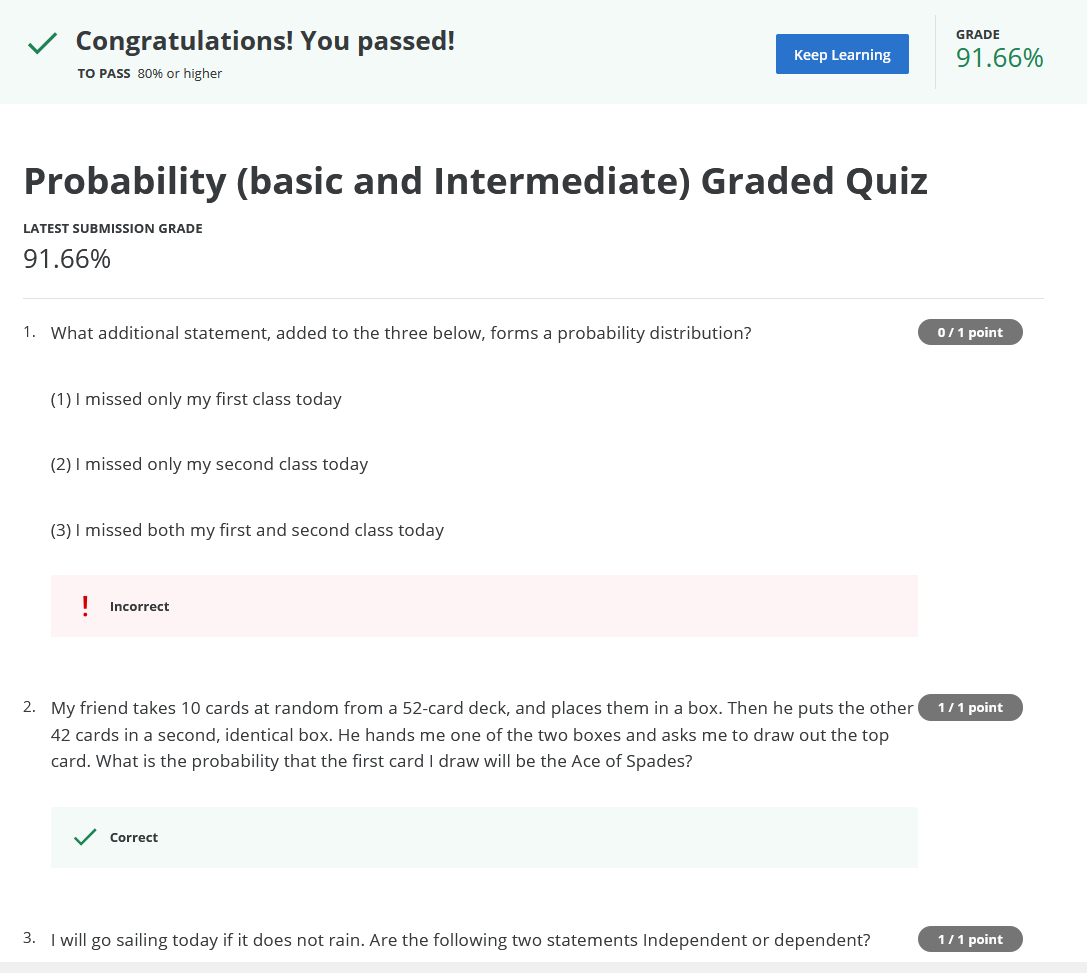 Congratulations! You passed!
TO PASS 80% or higher
Keep Learning
GRADE
91.66%
Probability (basic and Intermediate) Graded Quiz
LATEST SUBMISSION GRADE
91.66%
1. What additional statement, added to the three below, forms a probability distribution?
0 / 1 point
(1) I missed only my first class today
(2) I missed only my second class today
(3) I missed both my first and second class today
! Incorrect
2. My friend takes 10 cards at random from a 52-card deck, and places them in a box. Then he puts the other
1 / 1 point
42 cards in a second, identical box. He hands me one of the two boxes and asks me to draw out the top
card. What is the probability that the first card I draw will be the Ace of Spades?
Correct
3. I will go sailing today if it does not rain. Are the following two statements Independent or dependent?
1 / 1 point